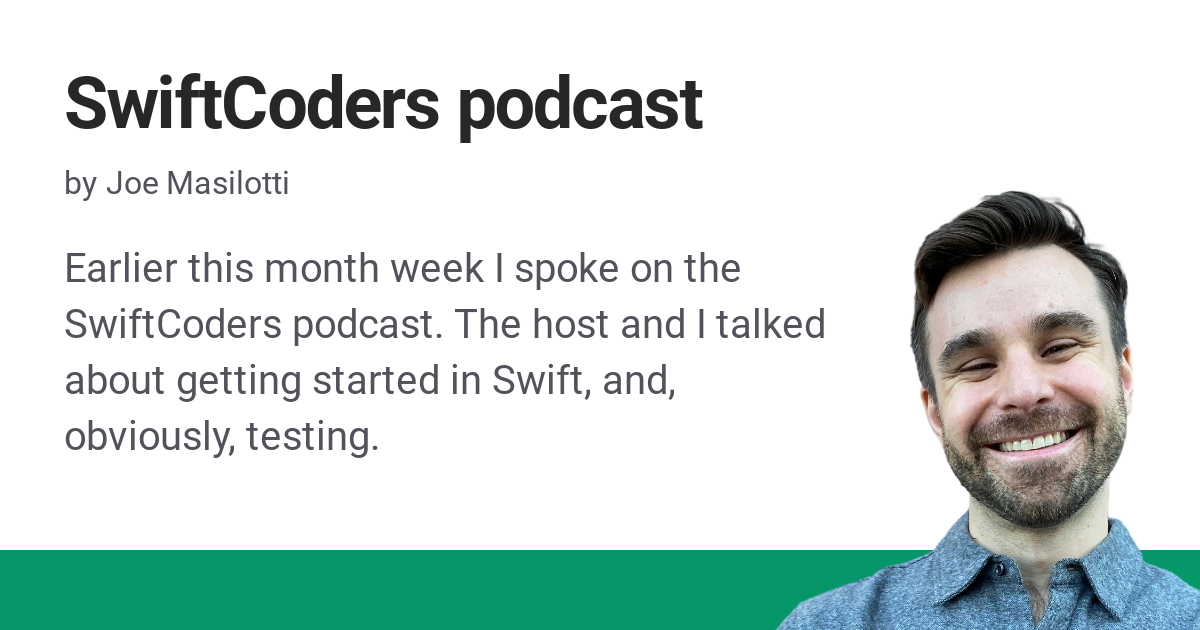 SwiftCoders podcast
by Joe Masilotti
Earlier this month week I spoke on the
SwiftCoders podcast. The host and I talked
about getting started in Swift, and,
obviously, testing.